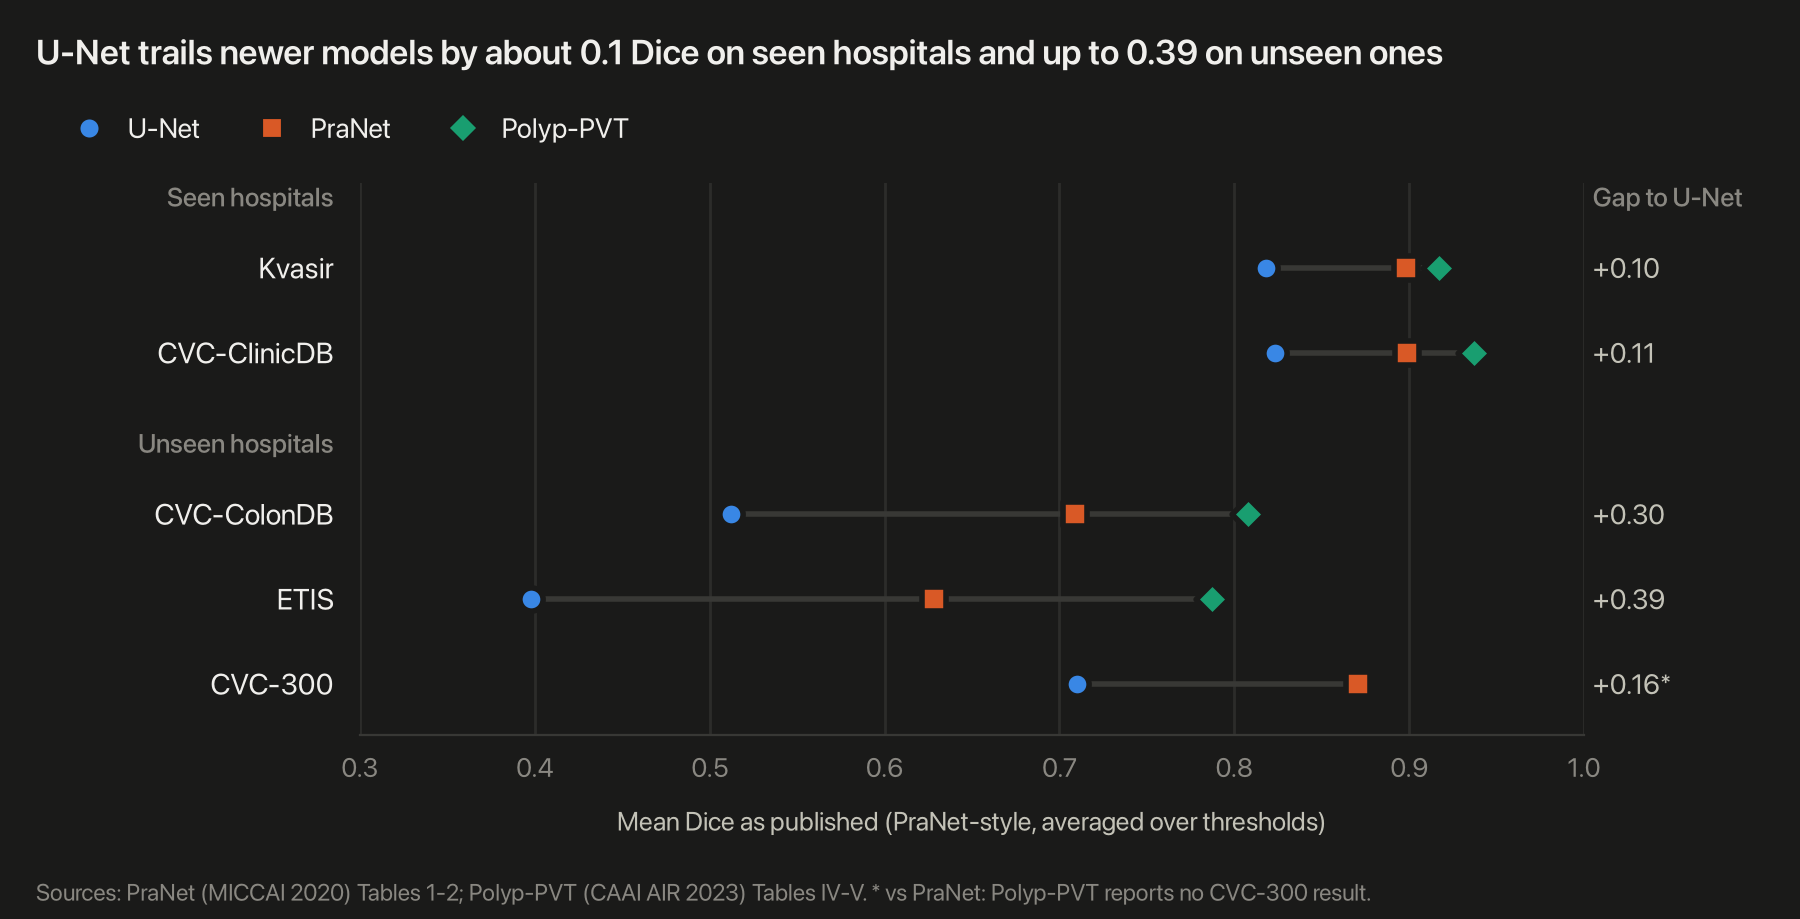 U-Net trails newer models by about 0.1 Dice on seen hospitals and up to 0.39 on unseen ones
U-Net PraNet Polyp-PVT
Seen hospitals Gap to U-Net
Kvasir +0.10
CVC-ClinicDB +0.11
Unseen hospitals
CVC-ColonDB +0.30
ETIS +0.39
CVC-300 +0.16*
0.3 0.4 0.5 0.6 0.7 0.8 0.9 1.0
Mean Dice as published (PraNet-style, averaged over thresholds)
Sources: PraNet (MICCAI 2020) Tables 1-2; Polyp-PVT (CAAI AIR 2023) Tables IV-V. * vs PraNet: Polyp-PVT reports no CVC-300 result.